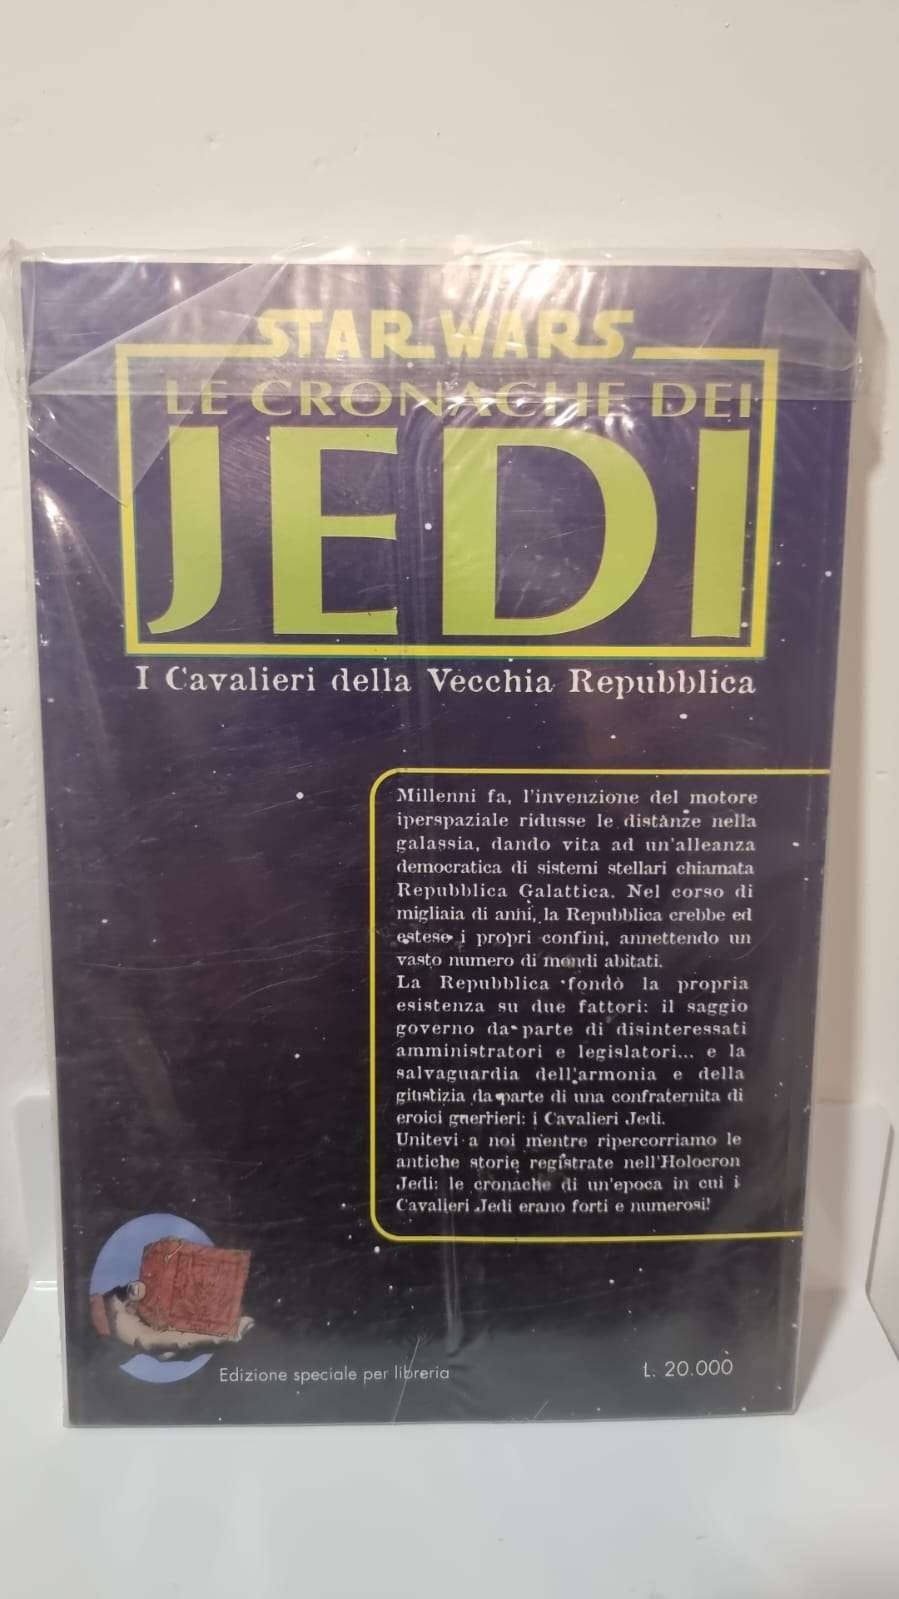 STAR WARS
LE CRONACHE DEI
JEDI
I Cavalieri della Vecchia Repubblica
Millenni fa, l'invenzione del motore
iperspaziale ridusse le distanze nella
galassia, dando vita ad un'alleanza
democratica di sistemi stellari chiamata
Repubblica Galattica. Nel corso di
migliaia di anni, la Repubblica crebbe ed
estese i propri confini, annettendo un
vasto numero di mondi abitati.
La Repubblica fondò la propria
esistenza su due fattori: il saggio
governo da parte di disinteressati
amministratori e legislatori... e la
salvaguardia dell'armonia e della
giustizia da parte di una confraternita di
eroici guerrieri: i Cavalieri Jedi.
Unitevi a noi mentre ripercorriamo le
antiche storie registrate nell'Holocron
Jedi: le cronache di un'epoca in cui i
Cavalieri Jedi erano forti e numerosi!
Edizione speciale per libreria
L. 20.000